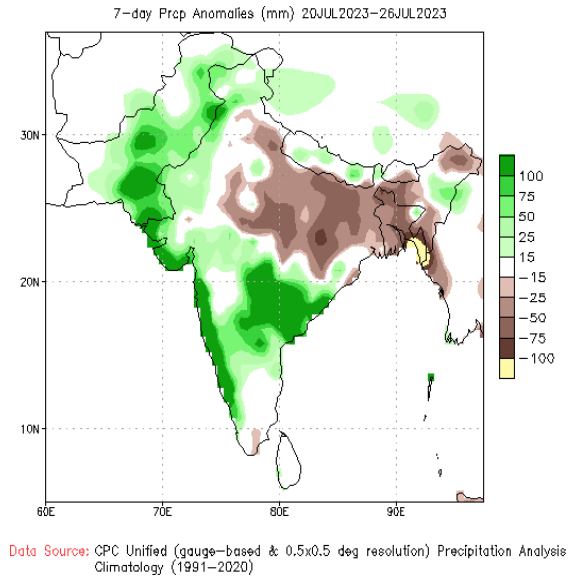 7-day Prcp Anomalies (mm) 20JUL2023-26JUL2023
30N
20N
10N
60E 70E 80E 90E
100
75
50
25
15
-15
-25
-50
-75
-100
Data Source: CPC Unified (gauge-based & 0.5x0.5 deg resolution) Precipitation Analysis
Climatology (1991-2020)